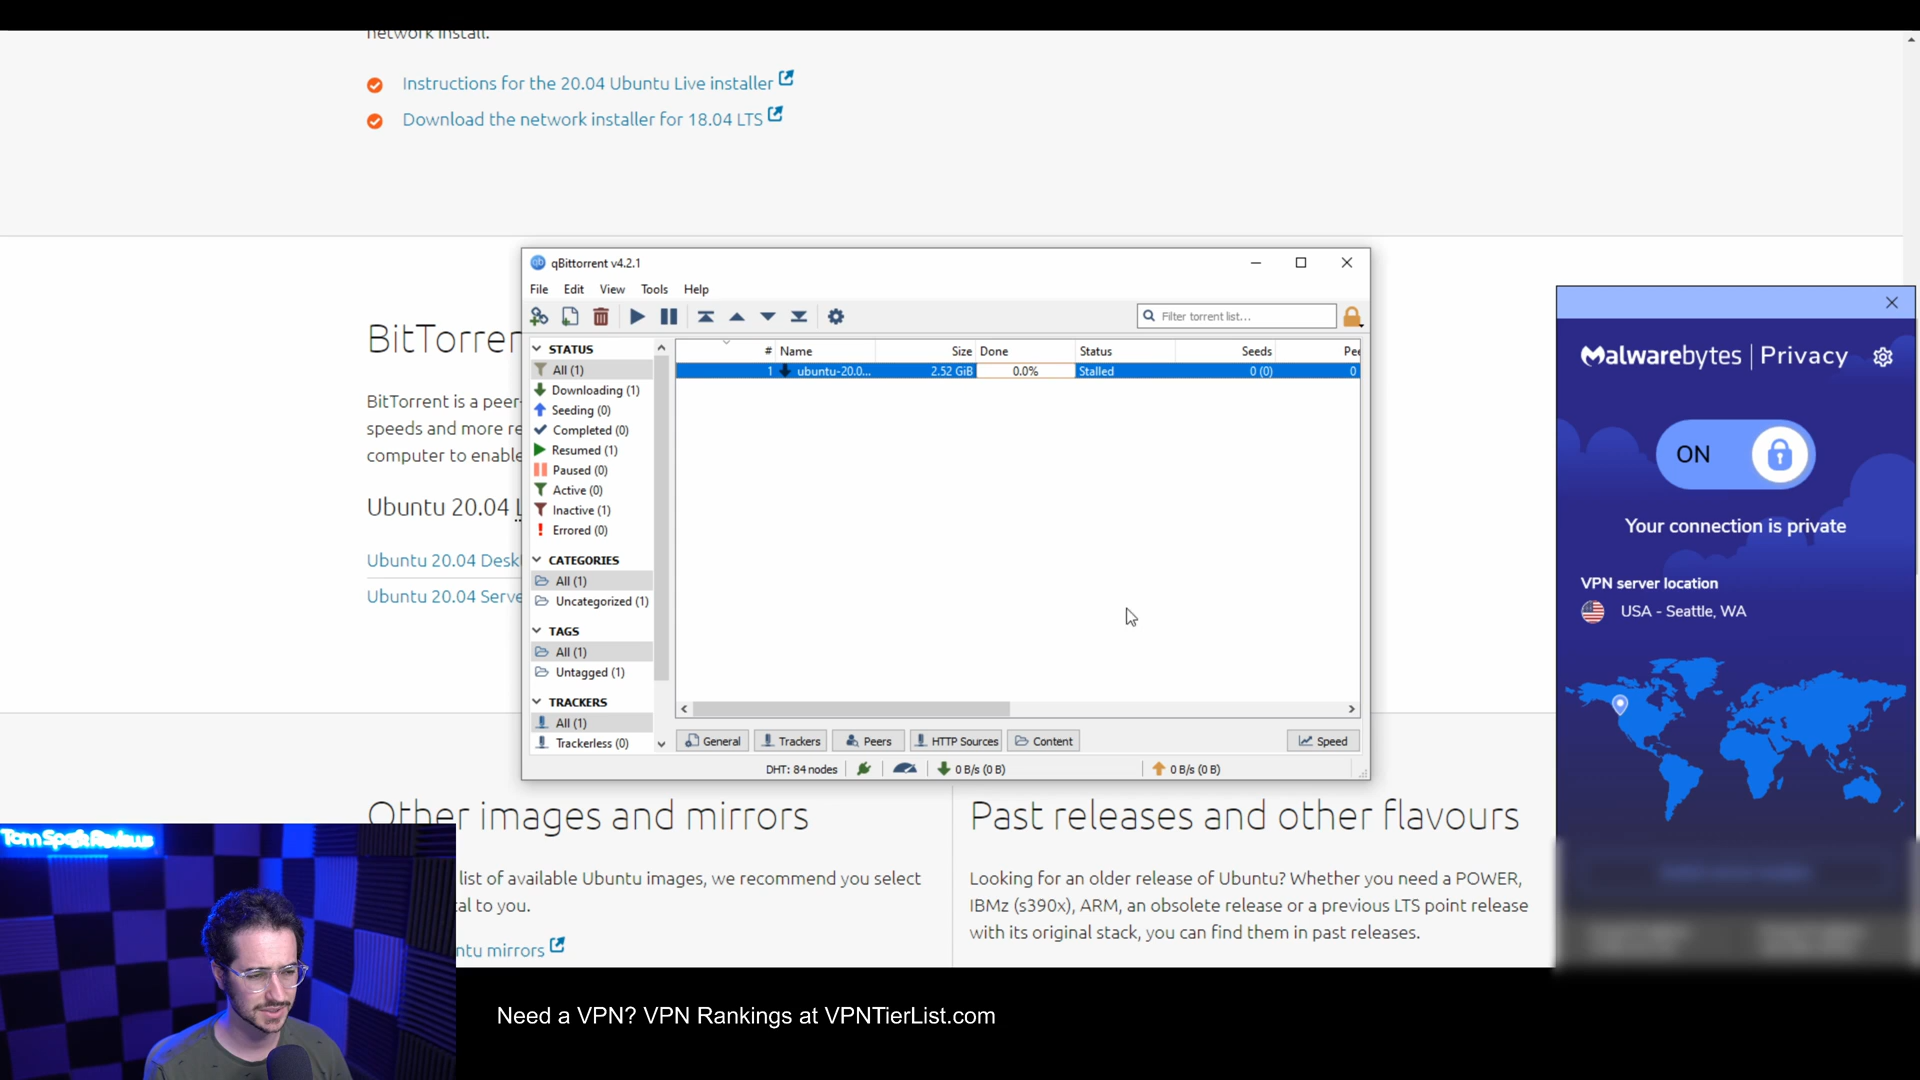 network install.
Instructions for the 20.04 Ubuntu Live installer
Download the network installer for 18.04 LTS
BitTorren
BitTorrent is a peer-
speeds and more re
computer to enable
Ubuntu 20.04 L
Ubuntu 20.04 Deskt
Ubuntu 20.04 Serve
qBittorrent v4.2.1
File Edit View Tools Help
Filter torrent list...
STATUS
All (1)
Downloading (1)
Seeding (0)
Completed (0)
Resumed (1)
Paused (0)
Active (0)
Inactive (1)
Errored (0)
CATEGORIES
All (1)
Uncategorized (1)
TAGS
All (1)
Untagged (1)
TRACKERS
All (1)
Trackerless (0)
# Name Size Done Status Seeds Pee
1 ubuntu-20.0... 2.52 GiB 0.0% Stalled 0 (0) 0
General Trackers Peers HTTP Sources Content Speed
DHT: 84 nodes 0 B/s (0 B) 0 B/s (0 B)
Malwarebytes | Privacy
ON
Your connection is private
VPN server location
USA - Seattle, WA
Other images and mirrors
list of available Ubuntu images, we recommend you select
al to you.
ntu mirrors
Past releases and other flavours
Looking for an older release of Ubuntu? Whether you need a POWER,
IBMz (s390x), ARM, an obsolete release or a previous LTS point release
with its original stack, you can find them in past releases.
Tom Spark Reviews
Need a VPN? VPN Rankings at VPNTierList.com